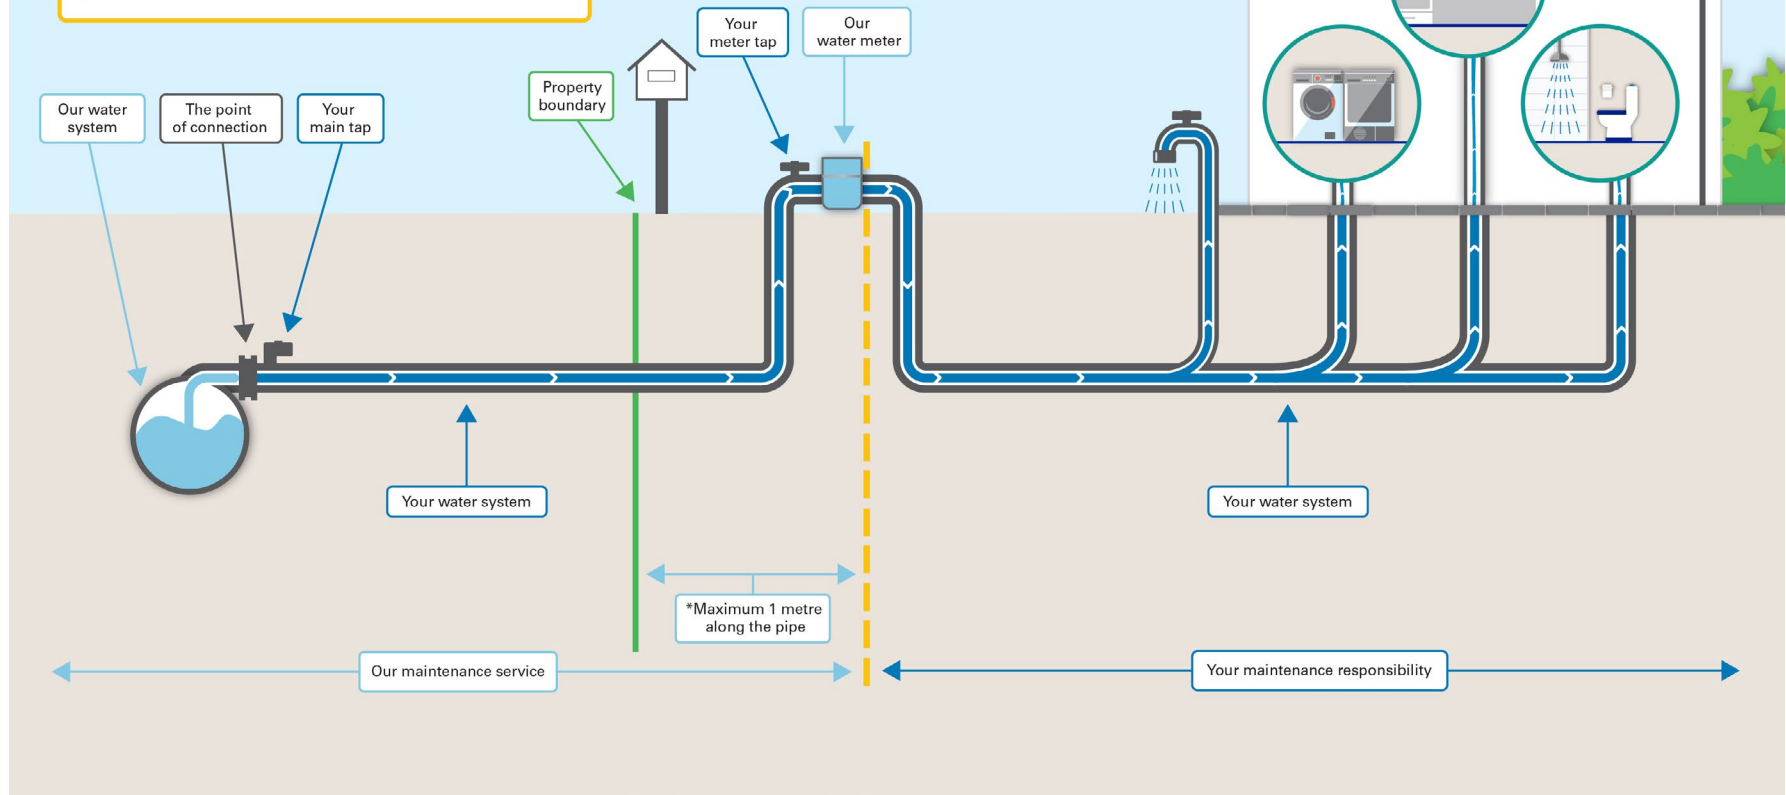 Your
meter tap
Our
water meter
Property
boundary
Our water
system
The point
of connection
Your
main tap
Your water system
Your water system
*Maximum 1 metre
along the pipe
Our maintenance service
Your maintenance responsibility